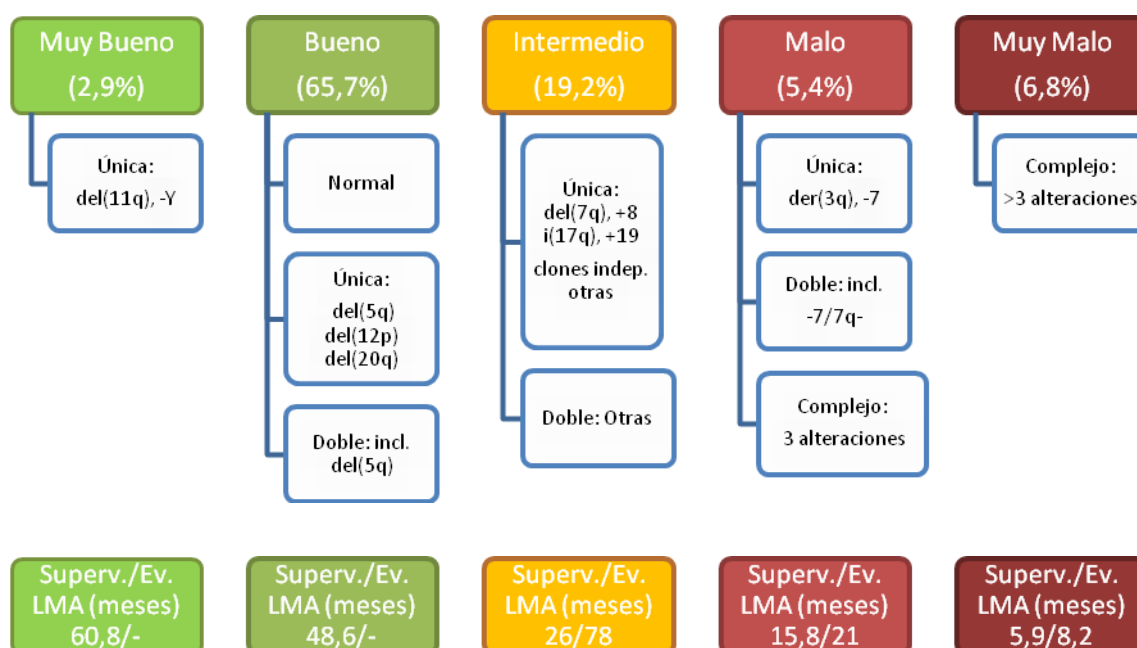 Muy Bueno
(2,9%)
Única:
del(11q), -Y
Bueno
(65,7%)
Normal
Única:
del(5q)
del(12p)
del(20q)
Doble: incl.
del(5q)
Intermedio
(19,2%)
Única:
del(7q), +8
i(17q), +19
clones indep.
otras
Doble: Otras
Malo
(5,4%)
Única:
der(3q), -7
Doble: incl.
-7/7q-
Complejo:
3 alteraciones
Muy Malo
(6,8%)
Complejo:
>3 alteraciones
Superv./Ev.
LMA (meses)
60,8/-
Superv./Ev.
LMA (meses)
48,6/-
Superv./Ev.
LMA (meses)
26/78
Superv./Ev.
LMA (meses)
15,8/21
Superv./Ev.
LMA (meses)
5,9/8,2